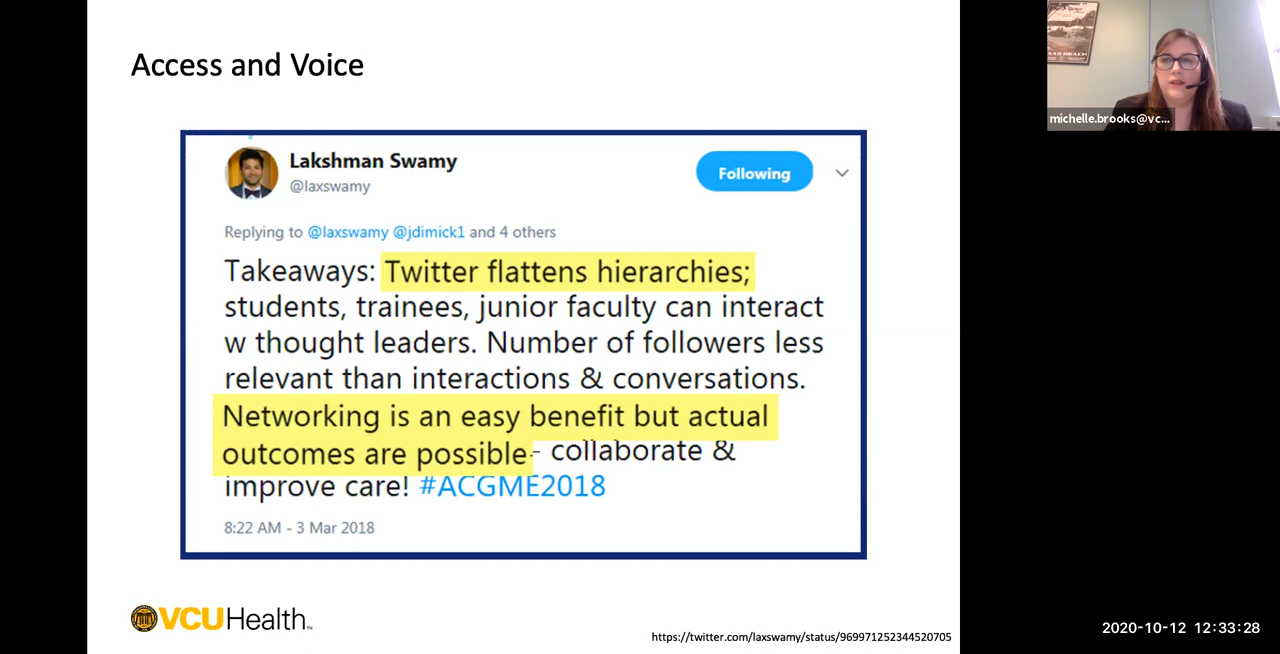 Access and Voice
Lakshman Swamy
@laxswamy
Following
Replying to @laxswamy @jdimick1 and 4 others
Takeaways: Twitter flattens hierarchies;
students, trainees, junior faculty can interact
w thought leaders. Number of followers less
relevant than interactions & conversations.
Networking is an easy benefit but actual
outcomes are possible - collaborate &
improve care! #ACGME2018
8:22 AM - 3 Mar 2018
VCUHealth™
https://twitter.com/laxswamy/status/969971252344520705
michelle.brooks@vc...
2020-10-12 12:33:28